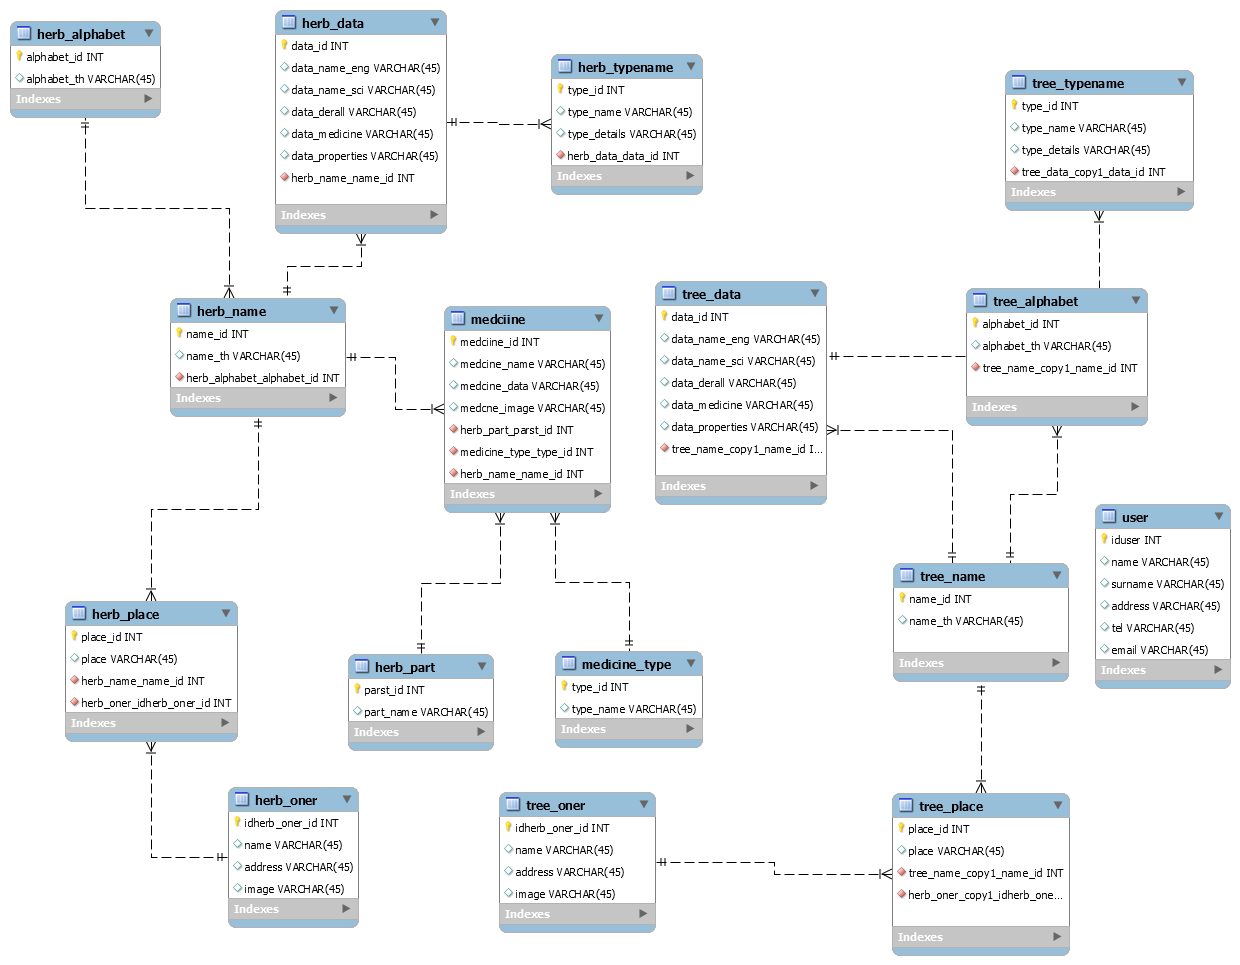 herb_alphabet
alphabet_id INT
alphabet_th VARCHAR(45)
Indexes
herb_data
data_id INT
data_name_eng VARCHAR(45)
data_name_sci VARCHAR(45)
data_derall VARCHAR(45)
data_medicine VARCHAR(45)
data_properties VARCHAR(45)
herb_name_name_id INT
Indexes
herb_typename
type_id INT
type_name VARCHAR(45)
type_details VARCHAR(45)
herb_data_data_id INT
Indexes
tree_typename
type_id INT
type_name VARCHAR(45)
type_details VARCHAR(45)
tree_data_copy1_data_id INT
Indexes
herb_name
name_id INT
name_th VARCHAR(45)
herb_alphabet_alphabet_id INT
Indexes
medciine
medciine_id INT
medcine_name VARCHAR(45)
medcine_data VARCHAR(45)
medcne_image VARCHAR(45)
herb_part_parst_id INT
medicine_type_type_id INT
herb_name_name_id INT
Indexes
tree_data
data_id INT
data_name_eng VARCHAR(45)
data_name_sci VARCHAR(45)
data_derall VARCHAR(45)
data_medicine VARCHAR(45)
data_properties VARCHAR(45)
tree_name_copy1_name_id I...
Indexes
tree_alphabet
alphabet_id INT
alphabet_th VARCHAR(45)
tree_name_copy1_name_id INT
Indexes
user
iduser INT
name VARCHAR(45)
surname VARCHAR(45)
address VARCHAR(45)
tel VARCHAR(45)
email VARCHAR(45)
Indexes
tree_name
name_id INT
name_th VARCHAR(45)
Indexes
herb_place
place_id INT
place VARCHAR(45)
herb_name_name_id INT
herb_oner_idherb_oner_id INT
Indexes
herb_part
parst_id INT
part_name VARCHAR(45)
Indexes
medicine_type
type_id INT
type_name VARCHAR(45)
Indexes
herb_oner
idherb_oner_id INT
name VARCHAR(45)
address VARCHAR(45)
image VARCHAR(45)
Indexes
tree_oner
idherb_oner_id INT
name VARCHAR(45)
address VARCHAR(45)
image VARCHAR(45)
Indexes
tree_place
place_id INT
place VARCHAR(45)
tree_name_copy1_name_id INT
herb_oner_copy1_idherb_one...
Indexes